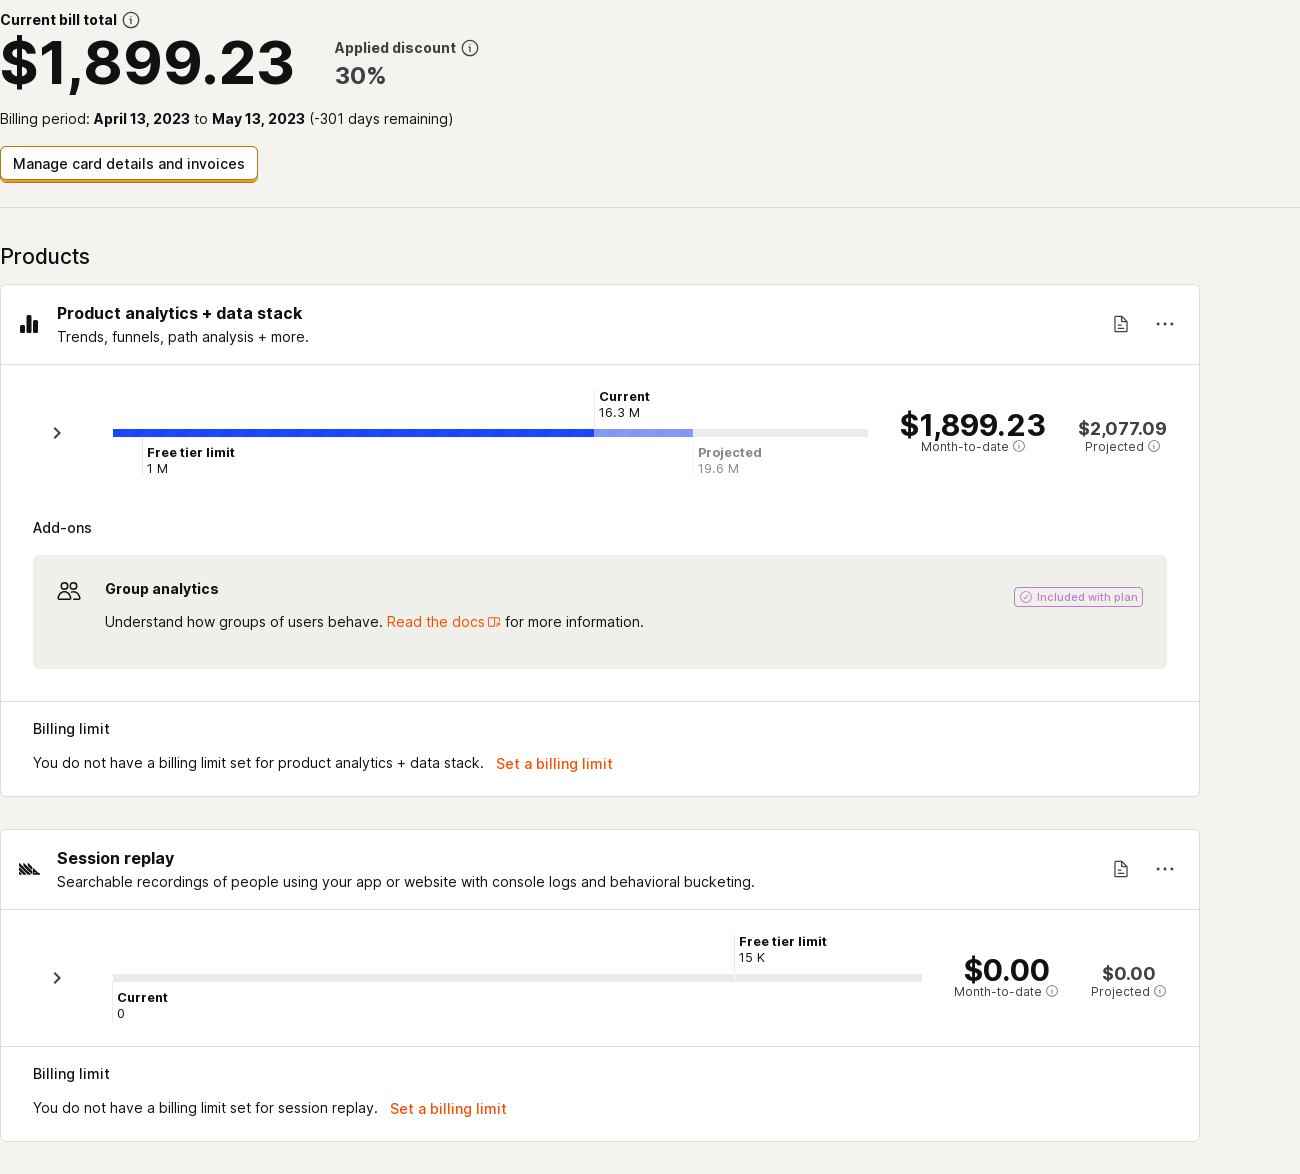 Current bill total
$1,899.23
Applied discount
30%
Billing period: April 13, 2023 to May 13, 2023 (-301 days remaining)
Manage card details and invoices
Products
Product analytics + data stack
Trends, funnels, path analysis + more.
Current
16.3 M
Free tier limit
1 M
Projected
19.6 M
$1,899.23
Month-to-date
$2,077.09
Projected
Add-ons
Group analytics
Understand how groups of users behave. Read the docs for more information.
Included with plan
Billing limit
You do not have a billing limit set for product analytics + data stack. Set a billing limit
Session replay
Searchable recordings of people using your app or website with console logs and behavioral bucketing.
Free tier limit
15 K
Current
0
$0.00
Month-to-date
$0.00
Projected
Billing limit
You do not have a billing limit set for session replay. Set a billing limit